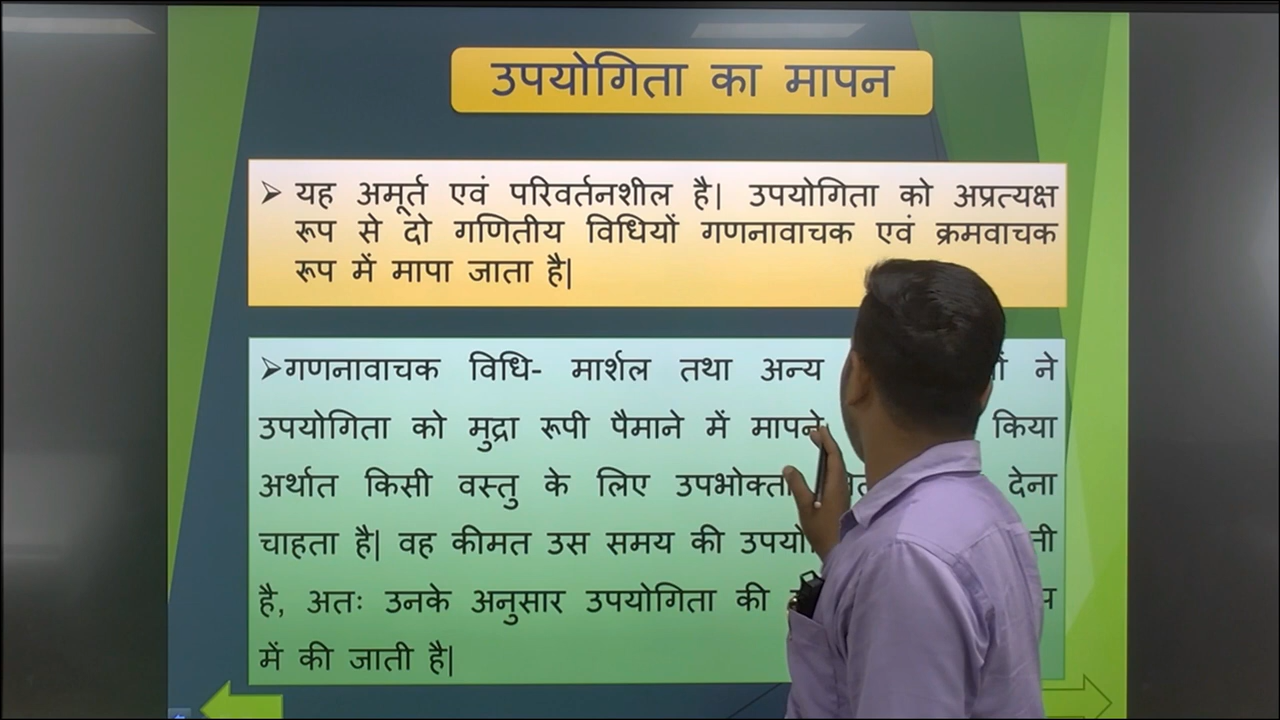 उपयोगिता का मापन
➢ यह अमूर्त एवं परिवर्तनशील है| उपयोगिता को अप्रत्यक्ष
रूप से दो गणितीय विधियों गणनावाचक एवं क्रमवाचक
रूप में मापा जाता है|
➢गणनावाचक विधि- मार्शल तथा अन्य ने
उपयोगिता को मुद्रा रूपी पैमाने में मापने किया
अर्थात किसी वस्तु के लिए उपभोक्ता देना
चाहता है| वह कीमत उस समय की
है, अतः उनके अनुसार उपयोगिता की
में की जाती है|